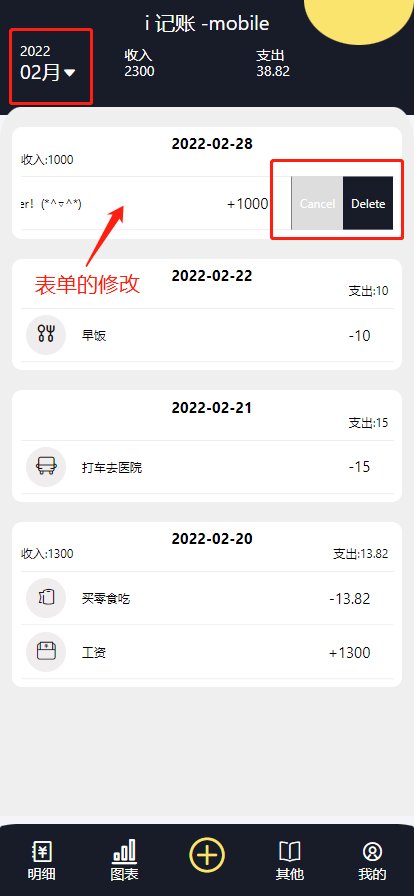 i 记账 -mobile
2022
02月
收入
2300
支出
38.82
2022-02-28
收入:1000
er! (*^▽^*)
+1000
Cancel
Delete
表单的修改
2022-02-22
支出:10
早饭
-10
2022-02-21
支出:15
打车去医院
-15
2022-02-20
收入:1300
支出:13.82
买零食吃
-13.82
工资
+1300
明细
图表
其他
我的